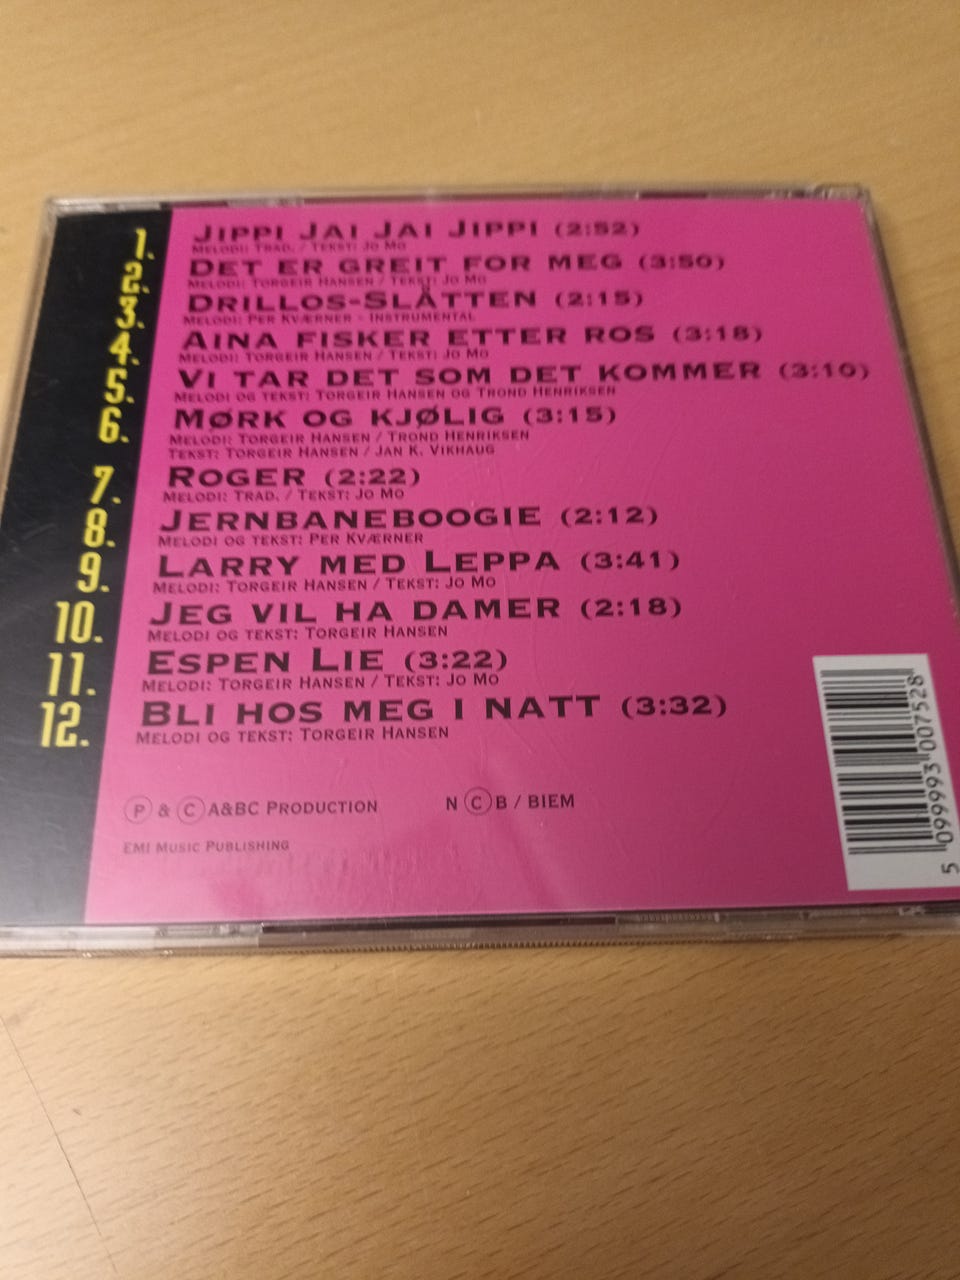 1. JIPPI JAI JAI JIPPI (2:52)
MELODI: TRAD. / TEKST: JO MO
2. DET ER GREIT FOR MEG (3:50)
MELODI: TORGEIR HANSEN / TEKST: JO MO
3. DRILLOS-SLÅTTEN (2:15)
MELODI: PER KVÆRNER - INSTRUMENTAL
4. AINA FISKER ETTER ROS (3:18)
MELODI: TORGEIR HANSEN / TEKST: JO MO
5. VI TAR DET SOM DET KOMMER (3:10)
MELODI OG TEKST: TORGEIR HANSEN OG TROND HENRIKSEN
6. MØRK OG KJØLIG (3:15)
MELODI: TORGEIR HANSEN / TROND HENRIKSEN
TEKST: TORGEIR HANSEN / JAN K. VIKHAUG
7. ROGER (2:22)
MELODI: TRAD. / TEKST: JO MO
8. JERNBANEBOOGIE (2:12)
MELODI OG TEKST: PER KVÆRNER
9. LARRY MED LEPPA (3:41)
MELODI: TORGEIR HANSEN / TEKST: JO MO
10. JEG VIL HA DAMER (2:18)
MELODI OG TEKST: TORGEIR HANSEN
11. ESPEN LIE (3:22)
MELODI: TORGEIR HANSEN / TEKST: JO MO
12. BLI HOS MEG I NATT (3:32)
MELODI OG TEKST: TORGEIR HANSEN
Ⓟ & Ⓒ A&BC PRODUCTION N Ⓒ B / BIEM
EMI MUSIC PUBLISHING
5 099993 007528